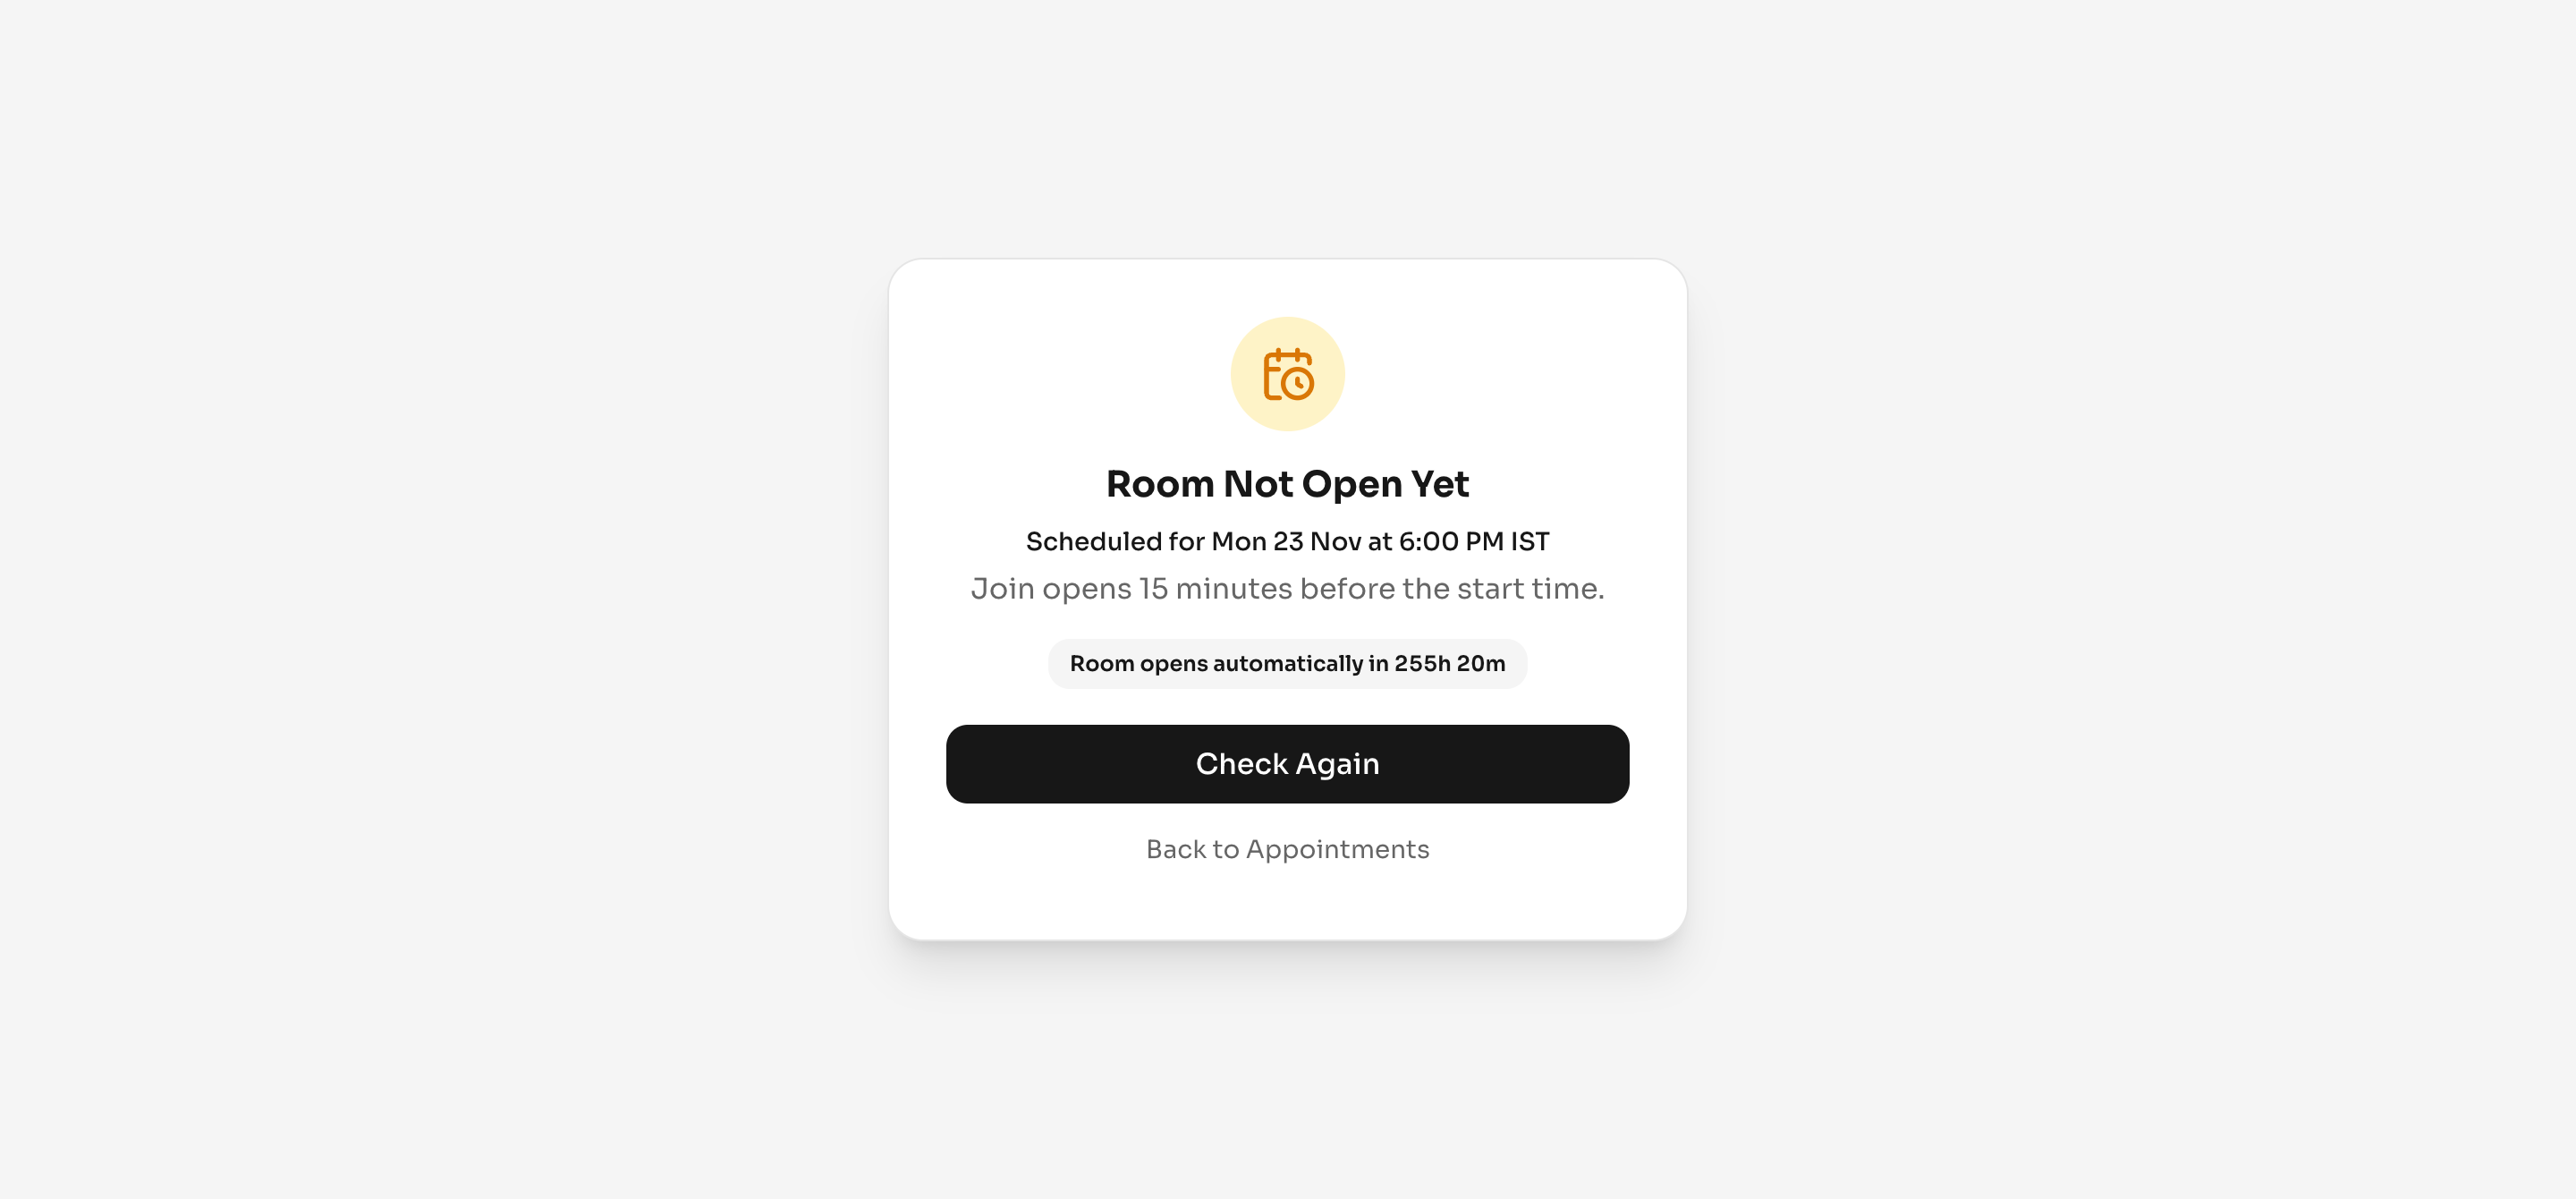 Room Not Open Yet
Scheduled for Mon 23 Nov at 6:00 PM IST
Join opens 15 minutes before the start time.
Room opens automatically in 255h 20m
Check Again
Back to Appointments